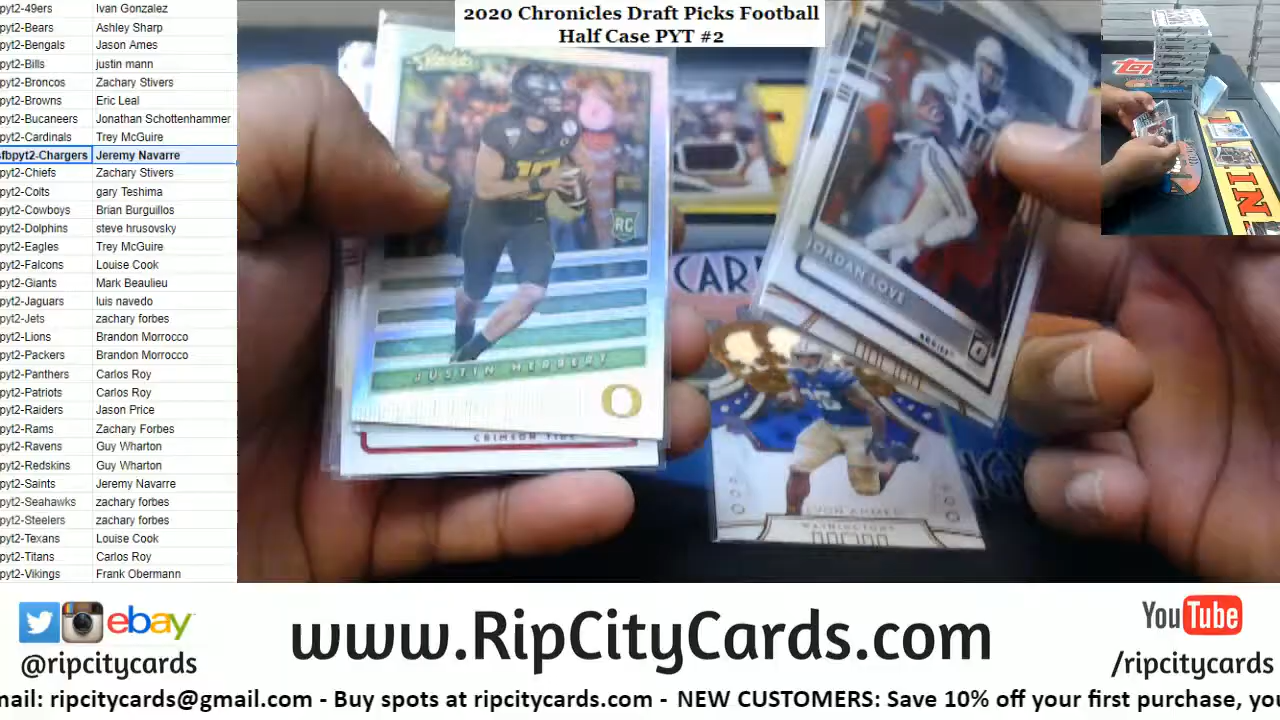 2020 Chronicles Draft Picks Football
Half Case PYT #2
pyt2-49ers Ivan Gonzalez
pyt2-Bears Ashley Sharp
pyt2-Bengals Jason Ames
pyt2-Bills justin mann
pyt2-Broncos Zachary Stivers
pyt2-Browns Eric Leal
pyt2-Bucaneers Jonathan Schottenhammer
pyt2-Cardinals Trey McGuire
sfbpyt2-Chargers Jeremy Navarre
pyt2-Chiefs Zachary Stivers
pyt2-Colts gary Teshima
pyt2-Cowboys Brian Burguillos
pyt2-Dolphins steve hrusovsky
pyt2-Eagles Trey McGuire
pyt2-Falcons Louise Cook
pyt2-Giants Mark Beaulieu
pyt2-Jaguars luis navedo
pyt2-Jets zachary forbes
pyt2-Lions Brandon Morrocco
pyt2-Packers Brandon Morrocco
pyt2-Panthers Carlos Roy
pyt2-Patriots Carlos Roy
pyt2-Raiders Jason Price
pyt2-Rams Zachary Forbes
pyt2-Ravens Guy Wharton
pyt2-Redskins Guy Wharton
pyt2-Saints Jeremy Navarre
pyt2-Seahawks zachary forbes
pyt2-Steelers zachary forbes
pyt2-Texans Louise Cook
pyt2-Titans Carlos Roy
pyt2-Vikings Frank Obermann
RC
JUSTIN HERBERT
O
CRIMSON TIDE
JORDAN LOVE
CARD
WASHINGTON
Topps
IN
ebay
@ripcitycards
www.RipCityCards.com
YouTube
/ripcitycards
mail: ripcitycards@gmail.com - Buy spots at ripcitycards.com - NEW CUSTOMERS: Save 10% off your first purchase, you